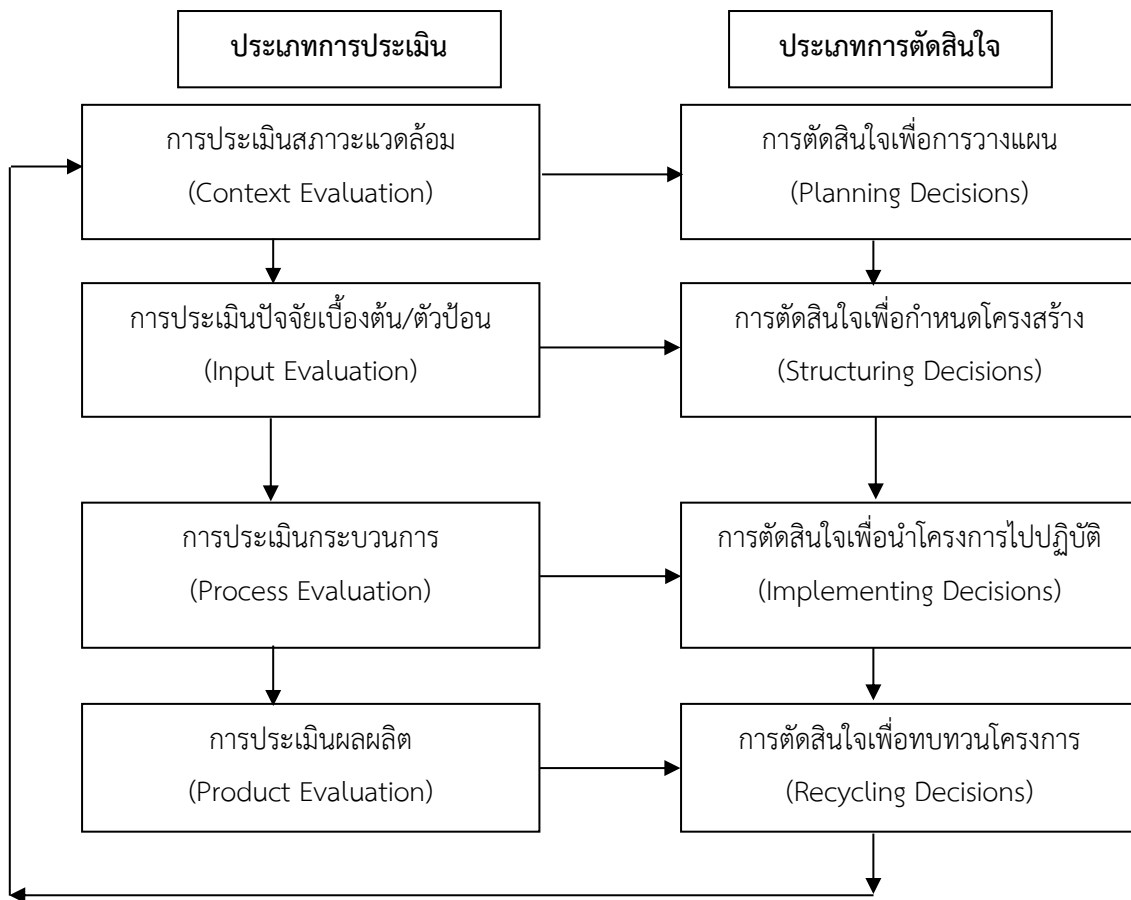 ประเภทการประเมิน
ประเภทการตัดสินใจ
การประเมินสภาวะแวดล้อม
(Context Evaluation)
การตัดสินใจเพื่อการวางแผน
(Planning Decisions)
การประเมินปัจจัยเบื้องต้น/ตัวป้อน
(Input Evaluation)
การตัดสินใจเพื่อกำหนดโครงสร้าง
(Structuring Decisions)
การประเมินกระบวนการ
(Process Evaluation)
การตัดสินใจเพื่อนำโครงการไปปฏิบัติ
(Implementing Decisions)
การประเมินผลผลิต
(Product Evaluation)
การตัดสินใจเพื่อทบทวนโครงการ
(Recycling Decisions)